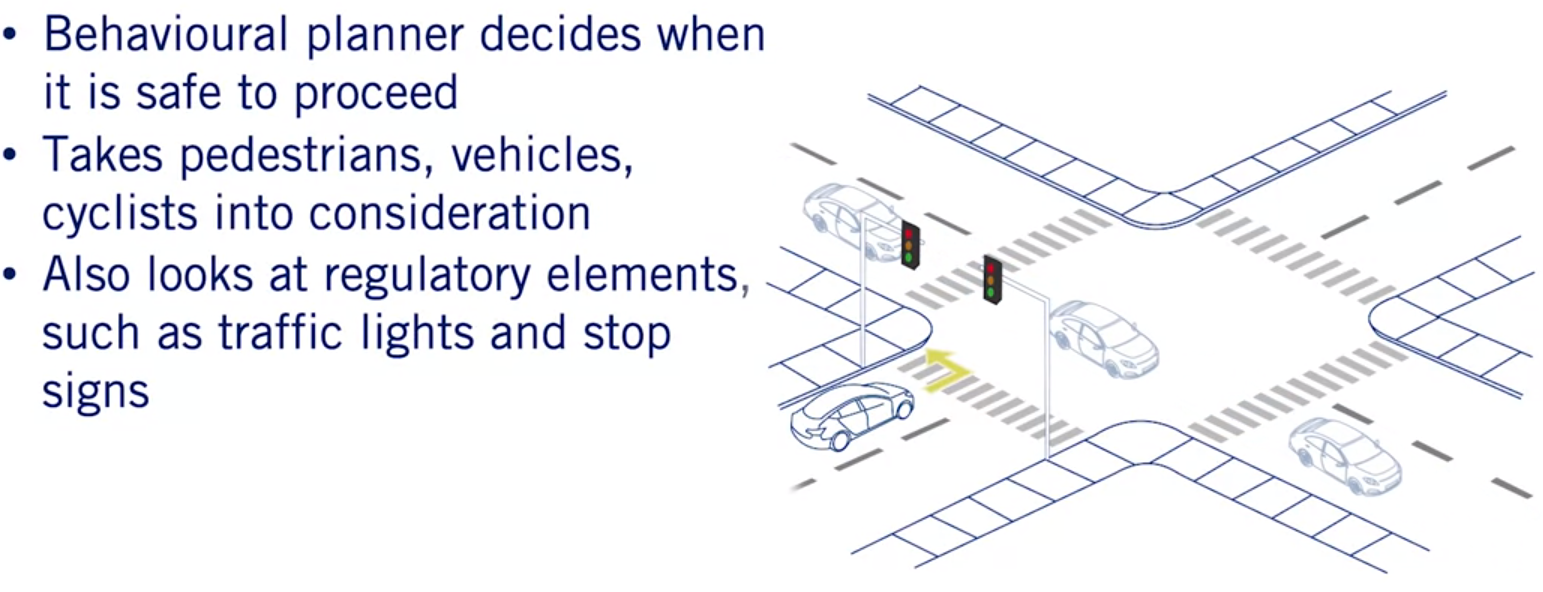 • Behavioural planner decides when
it is safe to proceed
• Takes pedestrians, vehicles,
cyclists into consideration
• Also looks at regulatory elements,
such as traffic lights and stop
signs